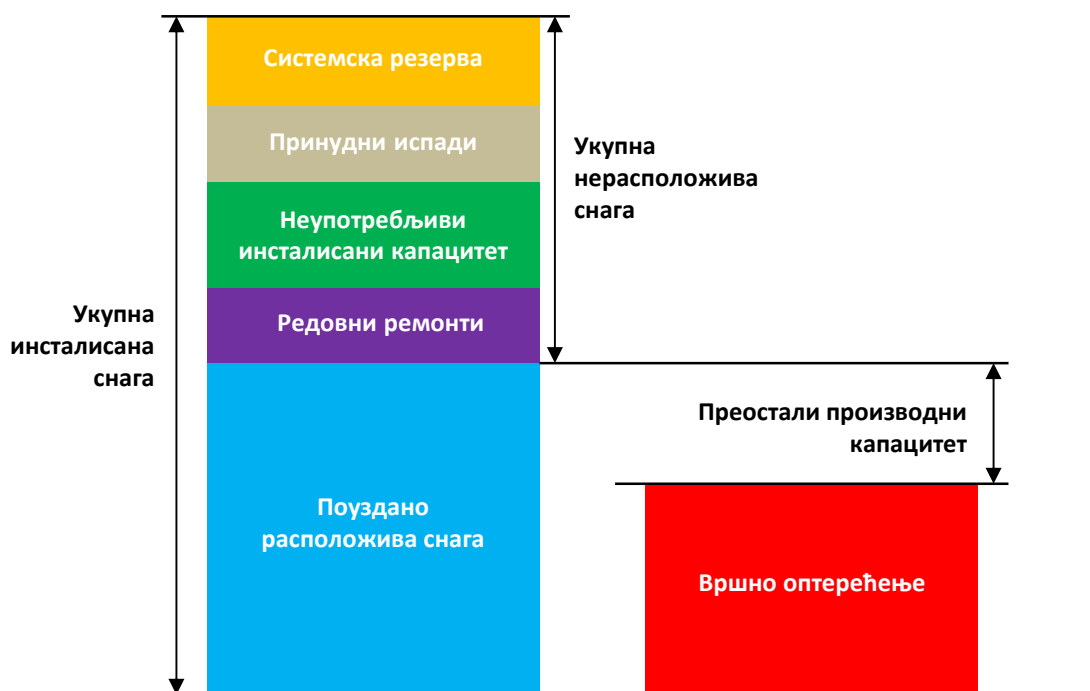 Системска резерва
Принудни испади
Неупотребљиви
инсталисани капацитет
Редовни ремонти
Поуздано
расположива снага
Укупна
инсталисана
снага
Укупна
нерасположива
снага
Преостали производни
капацитет
Вршно оптерећење